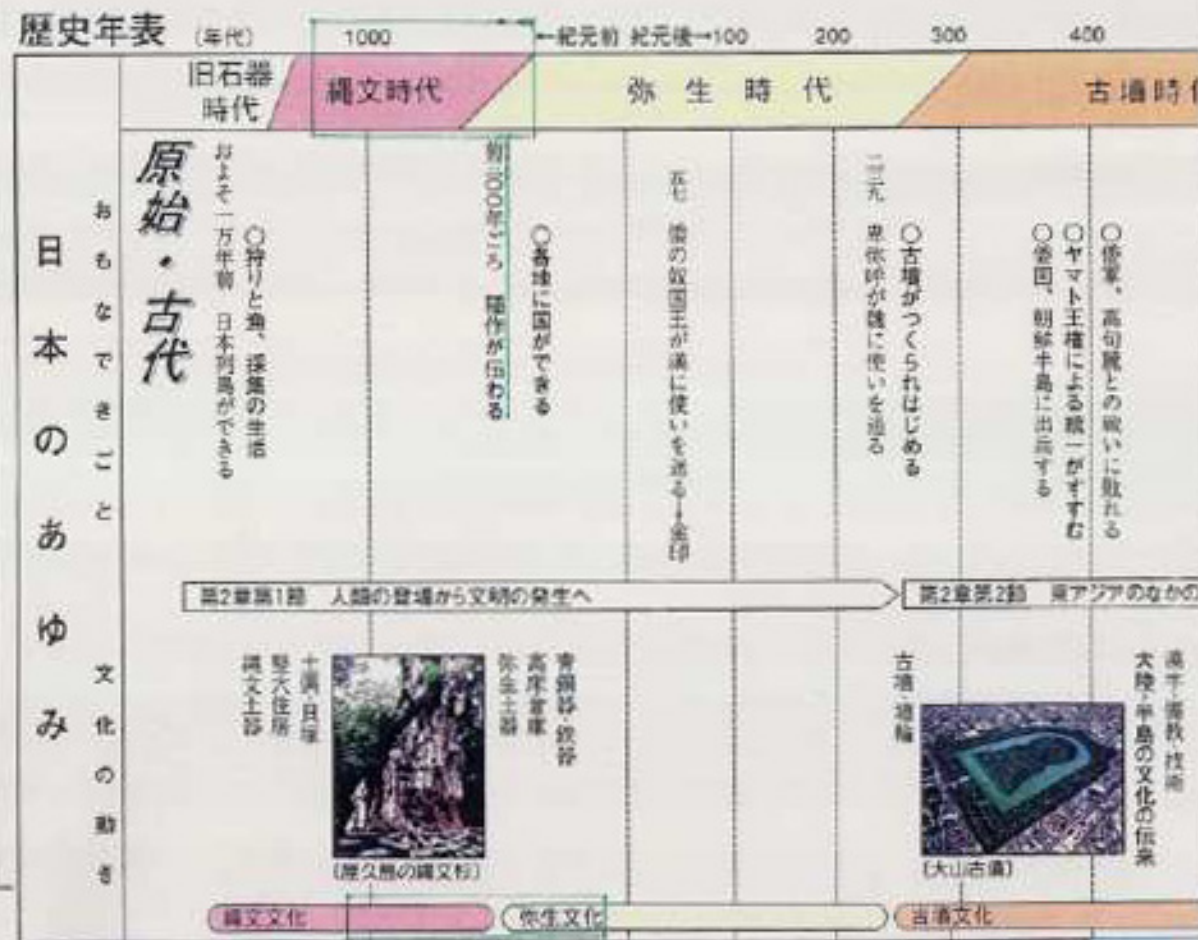 歴史年表 (年代) 1000 ←紀元前 紀元後→100 200 300 400
旧石器時代 縄文時代 弥生時代 古墳時
日本のあゆみ
おもなできごと
原始・古代
およそ一万年前 日本列島ができる
○狩りと漁、採集の生活
稲作が伝わる
○各地に国ができる
五七 倭の奴国王が漢に使いを送る→金印
二三九 卑弥呼が魏に使いを送る
○古墳がつくられはじめる
○倭国、朝鮮半島に出兵する
○ヤマト王権による統一がすすむ
○倭軍、高句麗との戦いに敗れる
第2章第1節 人類の登場から文明の発生へ
第2章第2節 東アジアのなかの
文化の動き
縄文土器
竪穴住居
土偶・貝塚
(屋久島の縄文杉)
弥生土器
高床倉庫
青銅器・鉄器
古墳・埴輪
(大山古墳)
大陸・半島の文化の伝来
漢字・儒教・技術
縄文文化 弥生文化 古墳文化